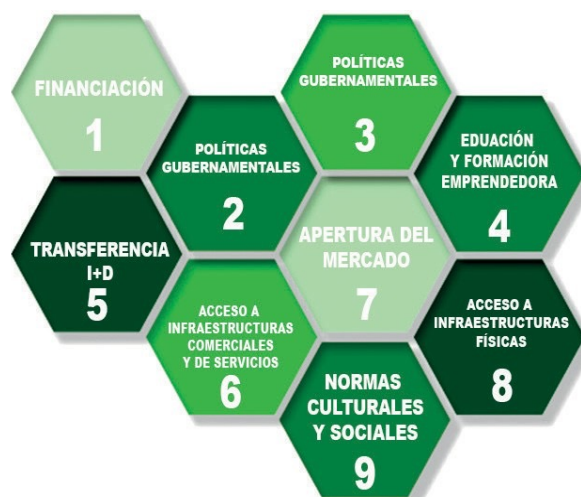 FINANCIACIÓN
1
POLÍTICAS
GUBERNAMENTALES
2
POLÍTICAS
GUBERNAMENTALES
3
EDUACIÓN
Y FORMACIÓN
EMPRENDEDORA
4
TRANSFERENCIA
I+D
5
ACCESO A
INFRAESTRUCTURAS
COMERCIALES
Y DE SERVICIOS
6
APERTURA DEL
MERCADO
7
ACCESO A
INFRAESTRUCTURAS
FÍSICAS
8
NORMAS
CULTURALES
Y SOCIALES
9